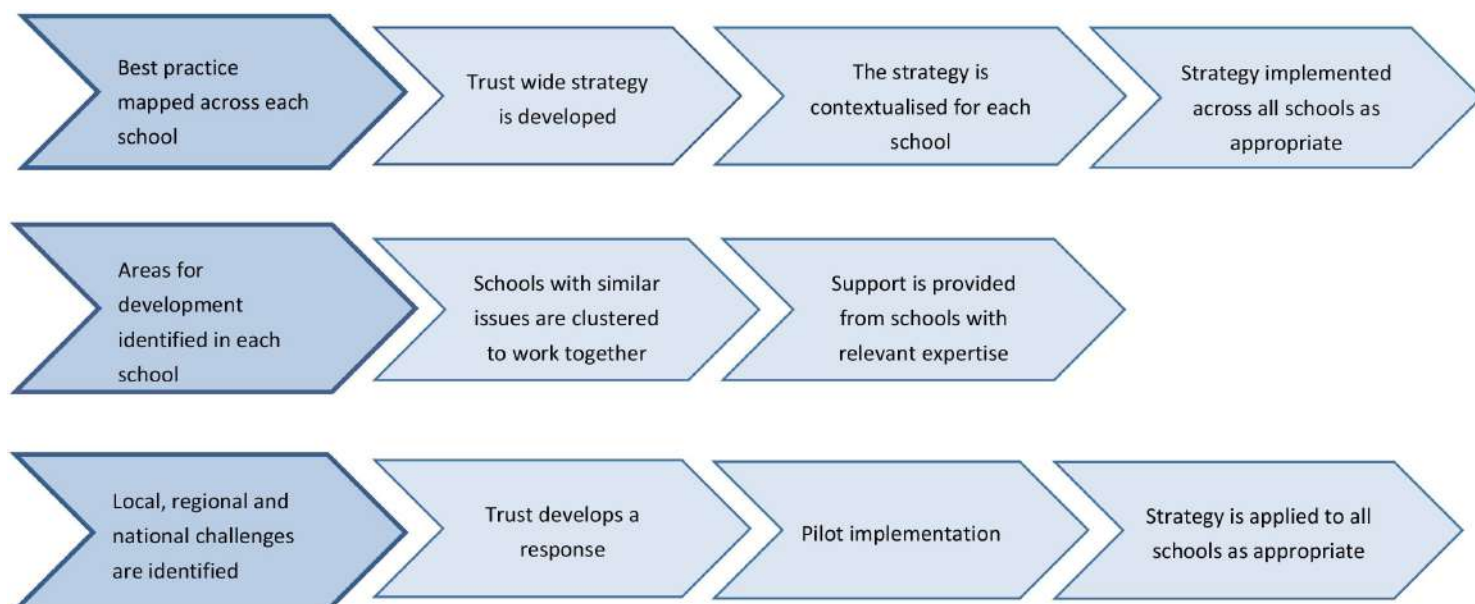 Best practice
mapped across each
school
Trust wide strategy
is developed
The strategy is
contextualised for each
school
Strategy implemented
across all schools as
appropriate
Areas for
development
identified in each
school
Schools with similar
issues are clustered
to work together
Support is provided
from schools with
relevant expertise
Local, regional and
national challenges
are identified
Trust develops a
response
Pilot implementation
Strategy is applied to all
schools as appropriate